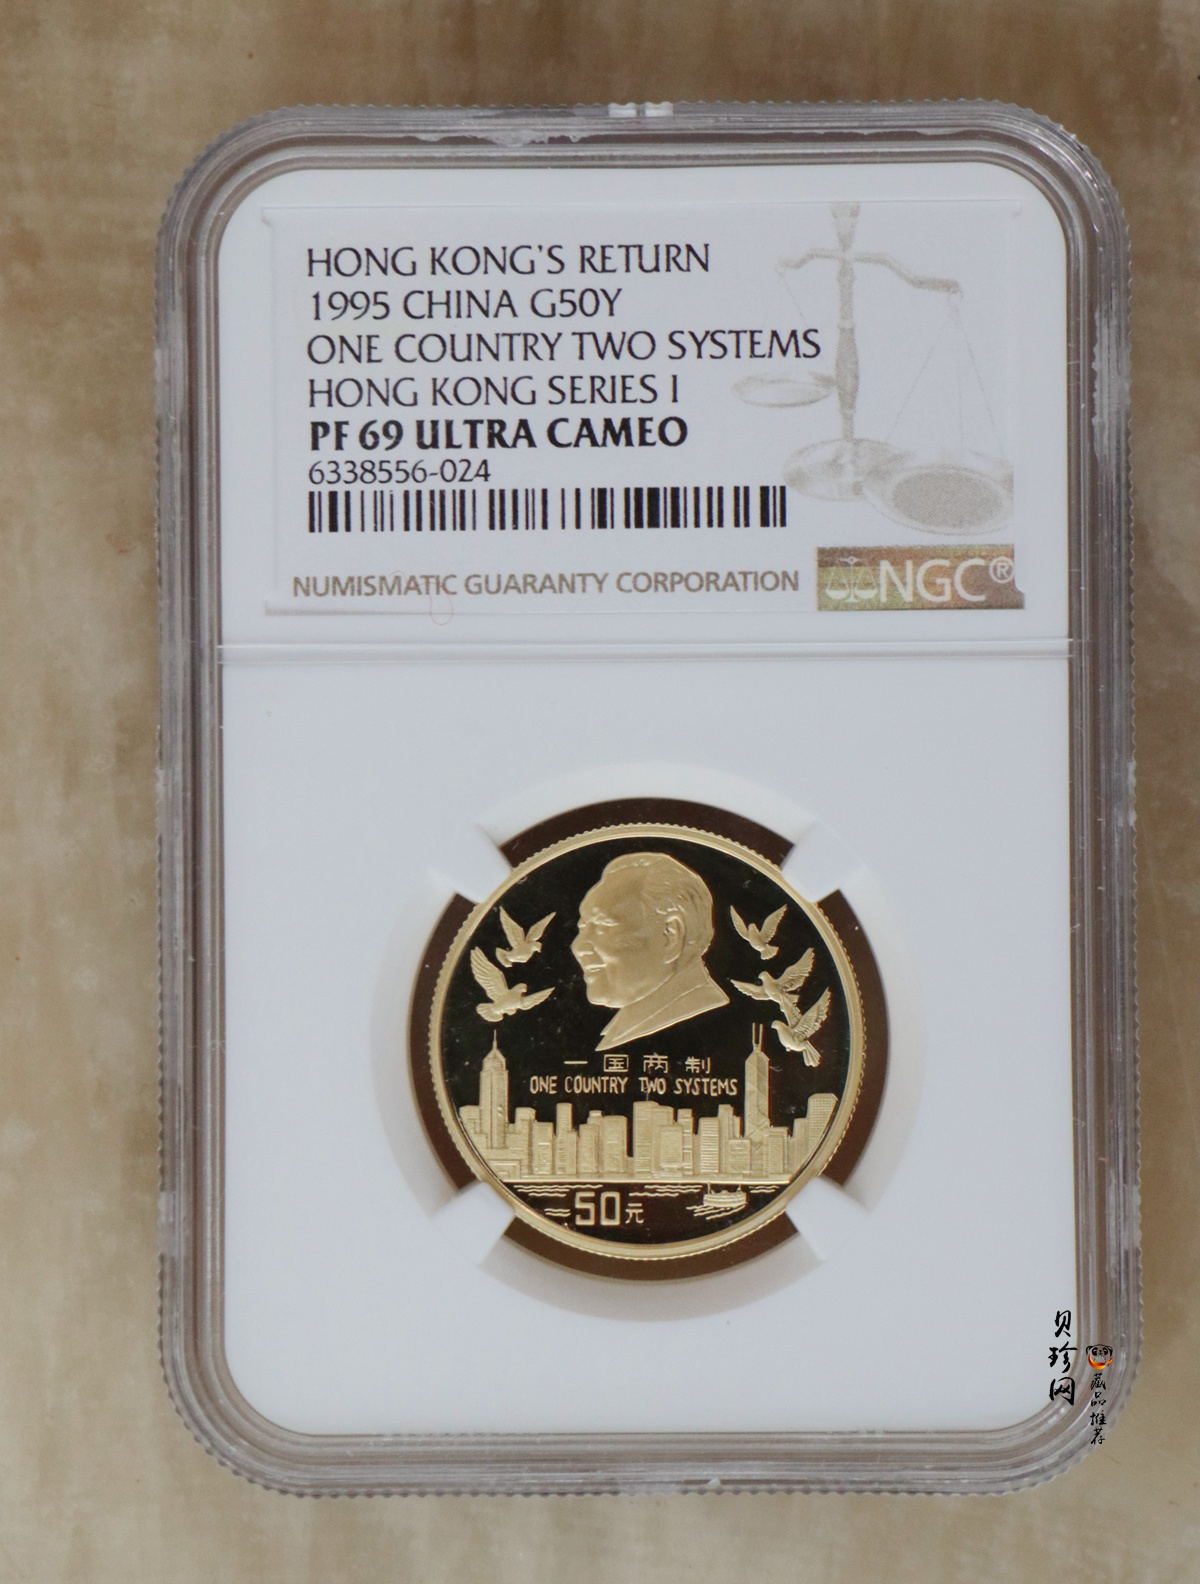 HONG KONG'S RETURN
1995 CHINA G50Y
ONE COUNTRY TWO SYSTEMS
HONG KONG SERIES I
PF 69 ULTRA CAMEO
6338556-024
NUMISMATIC GUARANTY CORPORATION
NGC®
一国两制
ONE COUNTRY TWO SYSTEMS
50元
贝珍网
藏品推荐